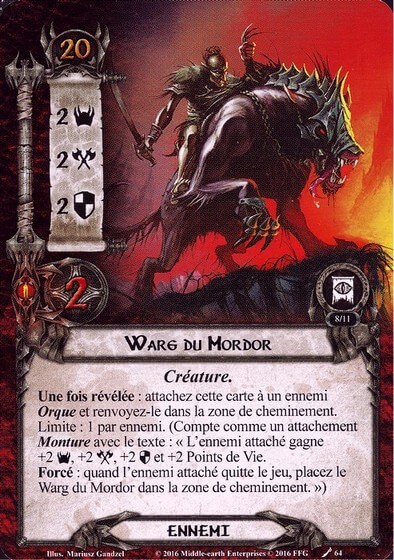 20
2
2
2
2
8/11
Warg du Mordor
Créature.
Une fois révélée : attachez cette carte à un ennemi
Orque et renvoyez-le dans la zone de cheminement.
Limite : 1 par ennemi. (Compte comme un attachement
Monture avec le texte : « L'ennemi attaché gagne
+2 , +2 , +2 et +2 Points de Vie.
Forcé : quand l'ennemi attaché quitte le jeu, placez le
Warg du Mordor dans la zone de cheminement. »)
ENNEMI
Illus. Mariusz Gandzel © 2016 Middle-earth Enterprises © 2016 FFG 64